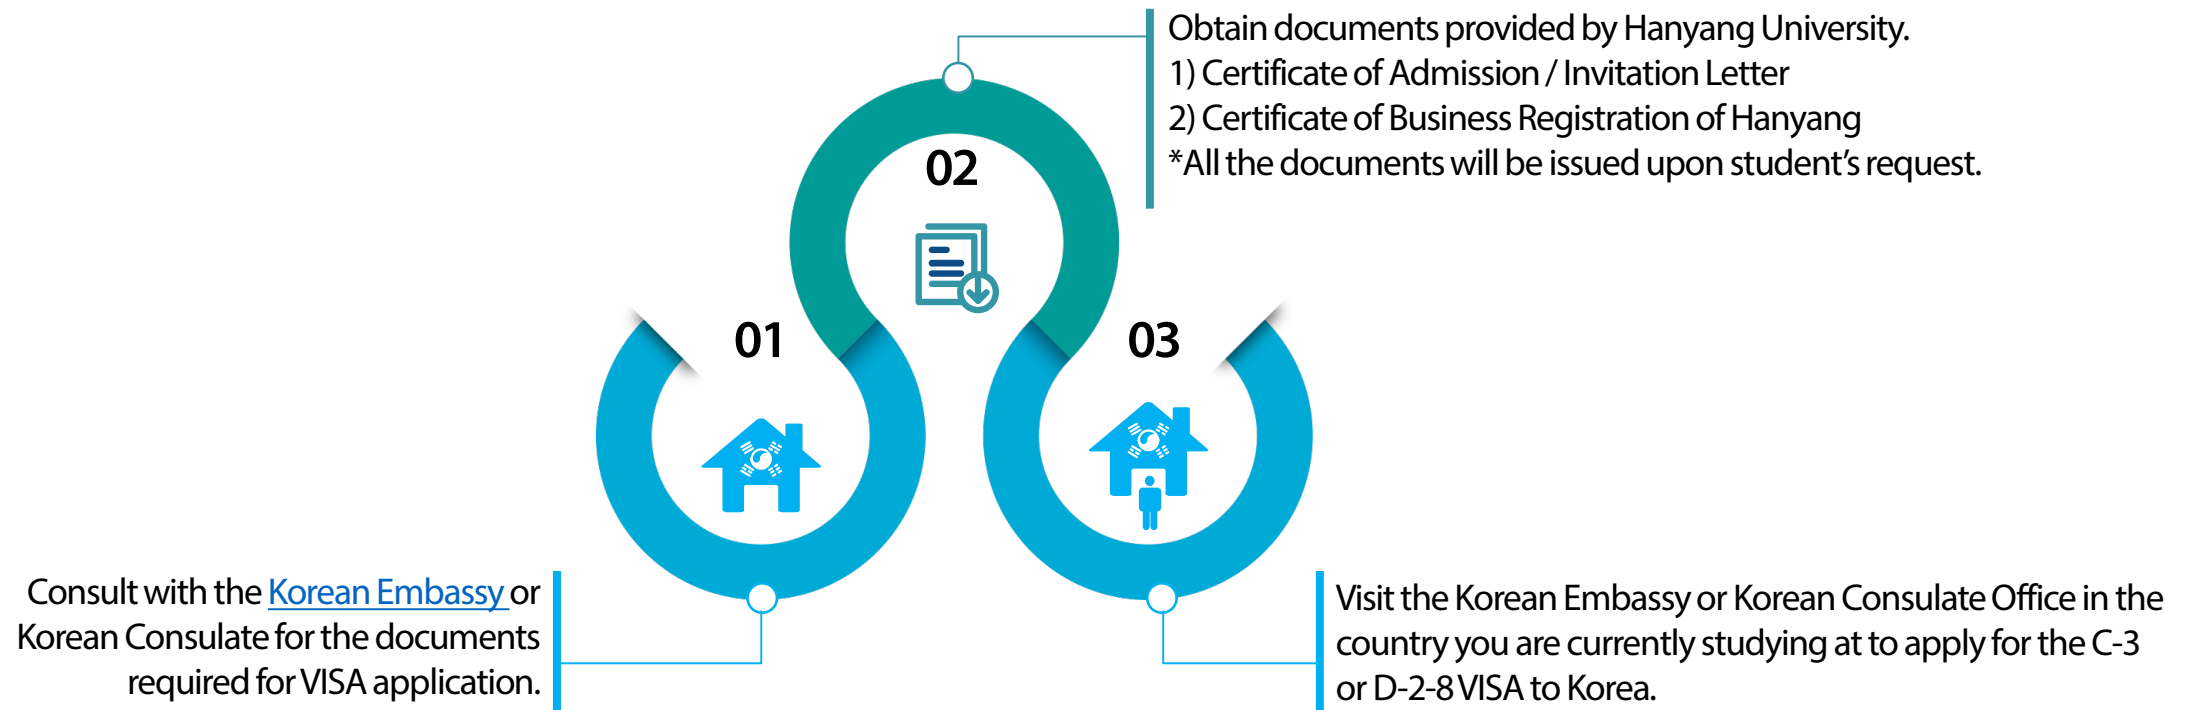 01
Consult with the Korean Embassy or
Korean Consulate for the documents
required for VISA application.
02
Obtain documents provided by Hanyang University.
1) Certificate of Admission / Invitation Letter
2) Certificate of Business Registration of Hanyang
*All the documents will be issued upon student’s request.
03
Visit the Korean Embassy or Korean Consulate Office in the
country you are currently studying at to apply for the C-3
or D-2-8 VISA to Korea.